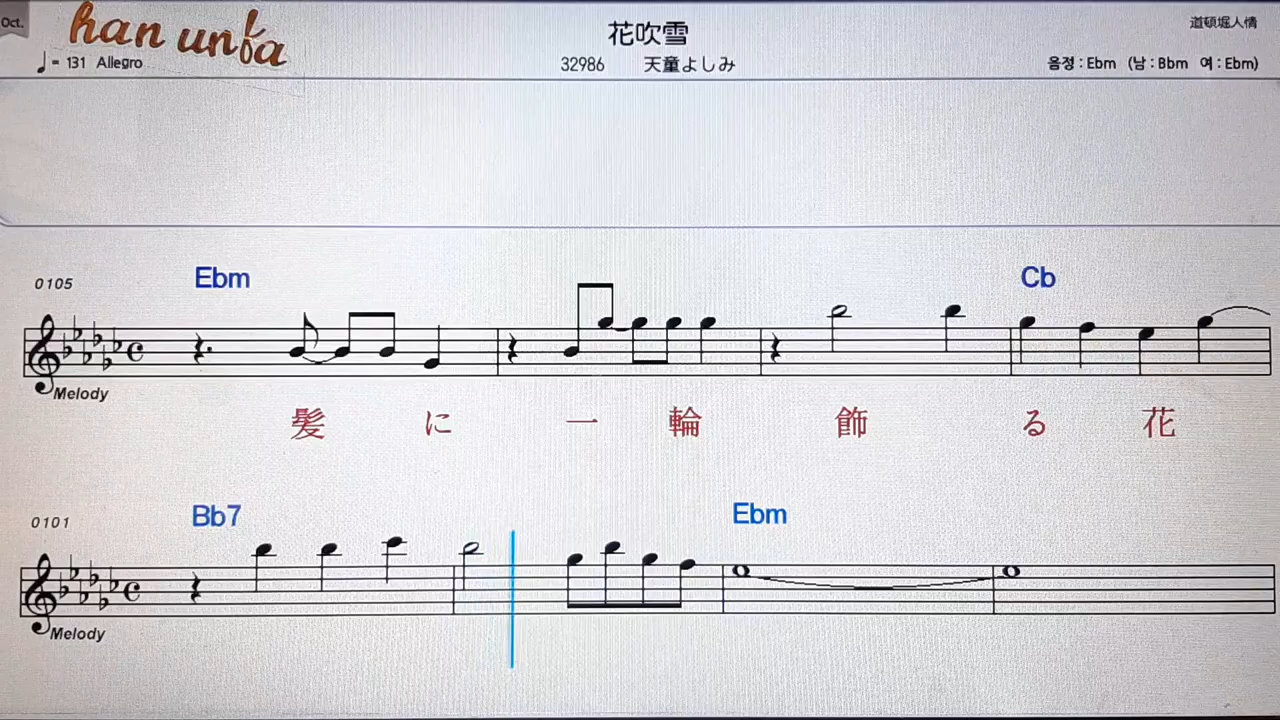 Oct.
han unfa
花吹雪
道頓堀人情
♩= 131 Allegro
32986 天童よしみ
음정 : Ebm (남 : Bbm 여 : Ebm)
0105 Ebm Cb
Melody
髪 に 一 輪 飾 る 花
0101 Bb7 Ebm
Melody